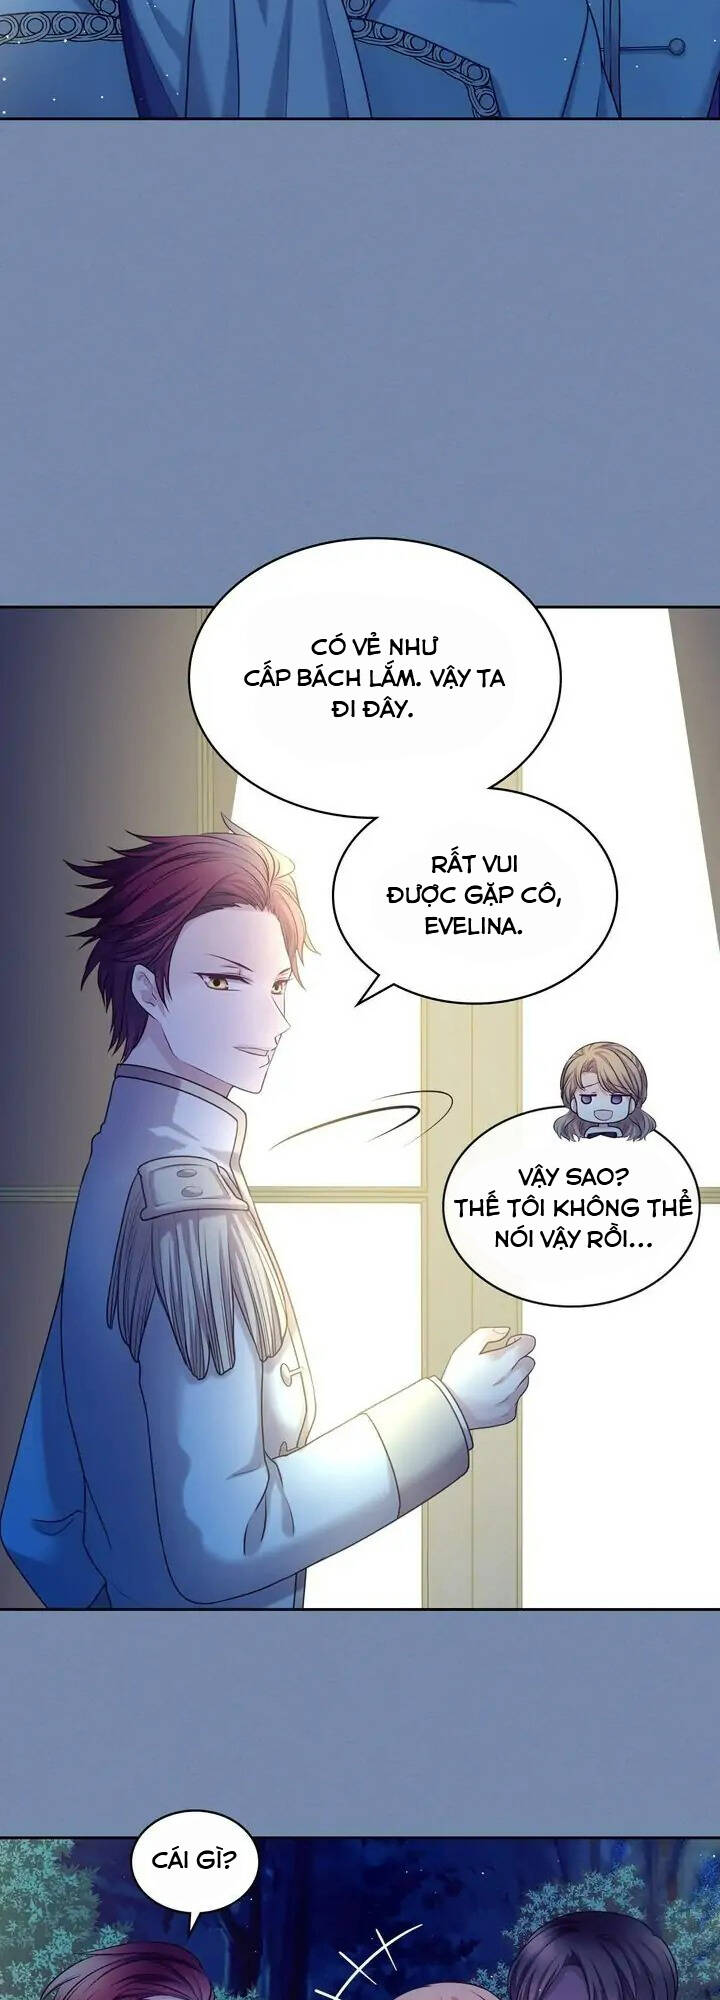 CÓ VẺ NHƯ
CẤP BÁCH LẮM. VẬY TA
ĐI ĐÂY.
RẤT VUI
ĐƯỢC GẶP CÔ,
EVELINA.
VẬY SAO?
THẾ TÔI KHÔNG THỂ
NÓI VẬY RỒI...
CÁI GÌ?